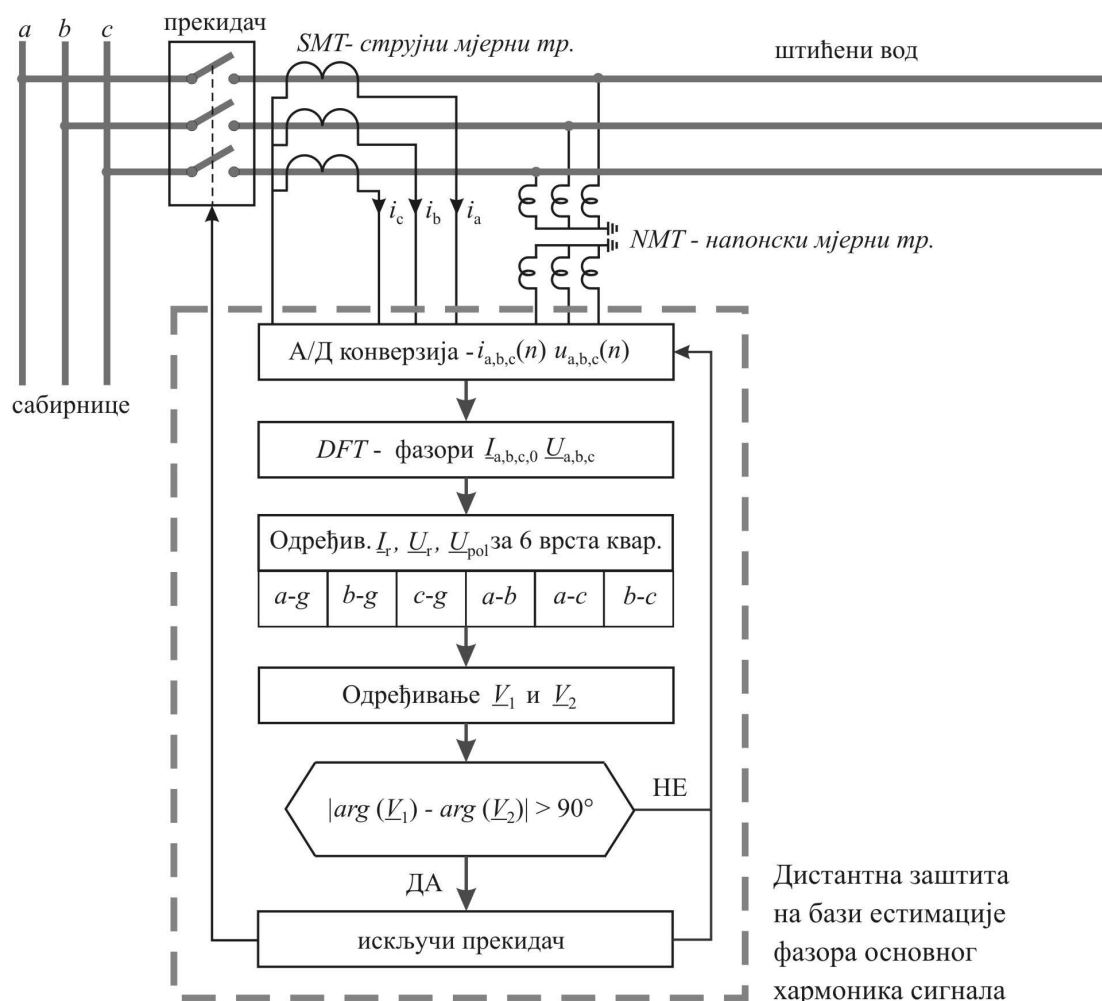 a b c
прекидач
SMT- струјни мјерни тр.
штићени вод
i_c i_b i_a
NMT - напонски мјерни тр.
сабирнице
А/Д конверзија - i_a,b,c(n) u_a,b,c(n)
DFT - фазори I_a,b,c,0 U_a,b,c
Одређив. I_r, U_r, U_pol за 6 врста квар.
a-g b-g c-g a-b a-c b-c
Одређивање V_1 и V_2
|arg (V_1) - arg (V_2)| > 90°
НЕ
ДА
искључи прекидач
Дистантна заштита
на бази естимације
фазора основног
хармоника сигнала